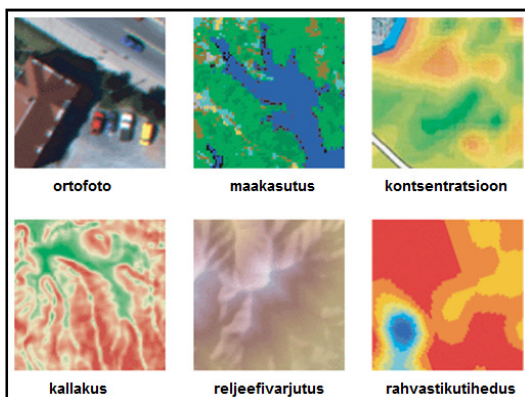 ortofoto
maakasutus
kontsentratsioon
kallakus
reljeefivarjutus
rahvastikutihedus